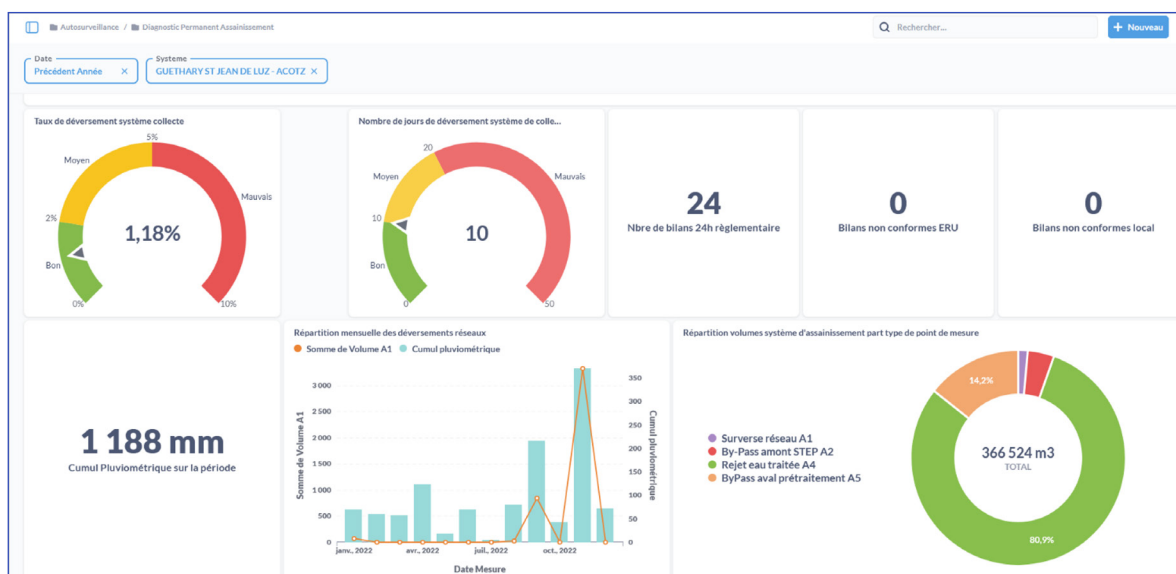 Autosurveillance / Diagnostic Permanent Assainissement
Rechercher...
+ Nouveau
Date
Précédent Année ×
Systeme
GUETHARY ST JEAN DE LUZ - ACOTZ ×
Taux de déversement système collecte
5%
Moyen
Mauvais
2%
1,18%
Bon
0%
10%
Nombre de jours de déversement système de colle...
20
Moyen
Mauvais
10
10
Bon
0
50
24
Nbre de bilans 24h règlementaire
0
Bilans non conformes ERU
0
Bilans non conformes local
1 188 mm
Cumul Pluviométrique sur la période
Répartition mensuelle des déversements réseaux
Somme de Volume A1 Cumul pluviométrique
3 000
2 500
2 000
1 500
1 000
500
0
Somme de Volume A1
350
300
250
200
150
100
50
0
Cumul pluviométrique
janv., 2022 avr., 2022 juil., 2022 oct., 2022
Date Mesure
Répartition volumes système d'assainissement part type de point de mesure
Surverse réseau A1
By-Pass amont STEP A2
Rejet eau traitée A4
ByPass aval prétraitement A5
14,2%
366 524 m3
TOTAL
80,9%